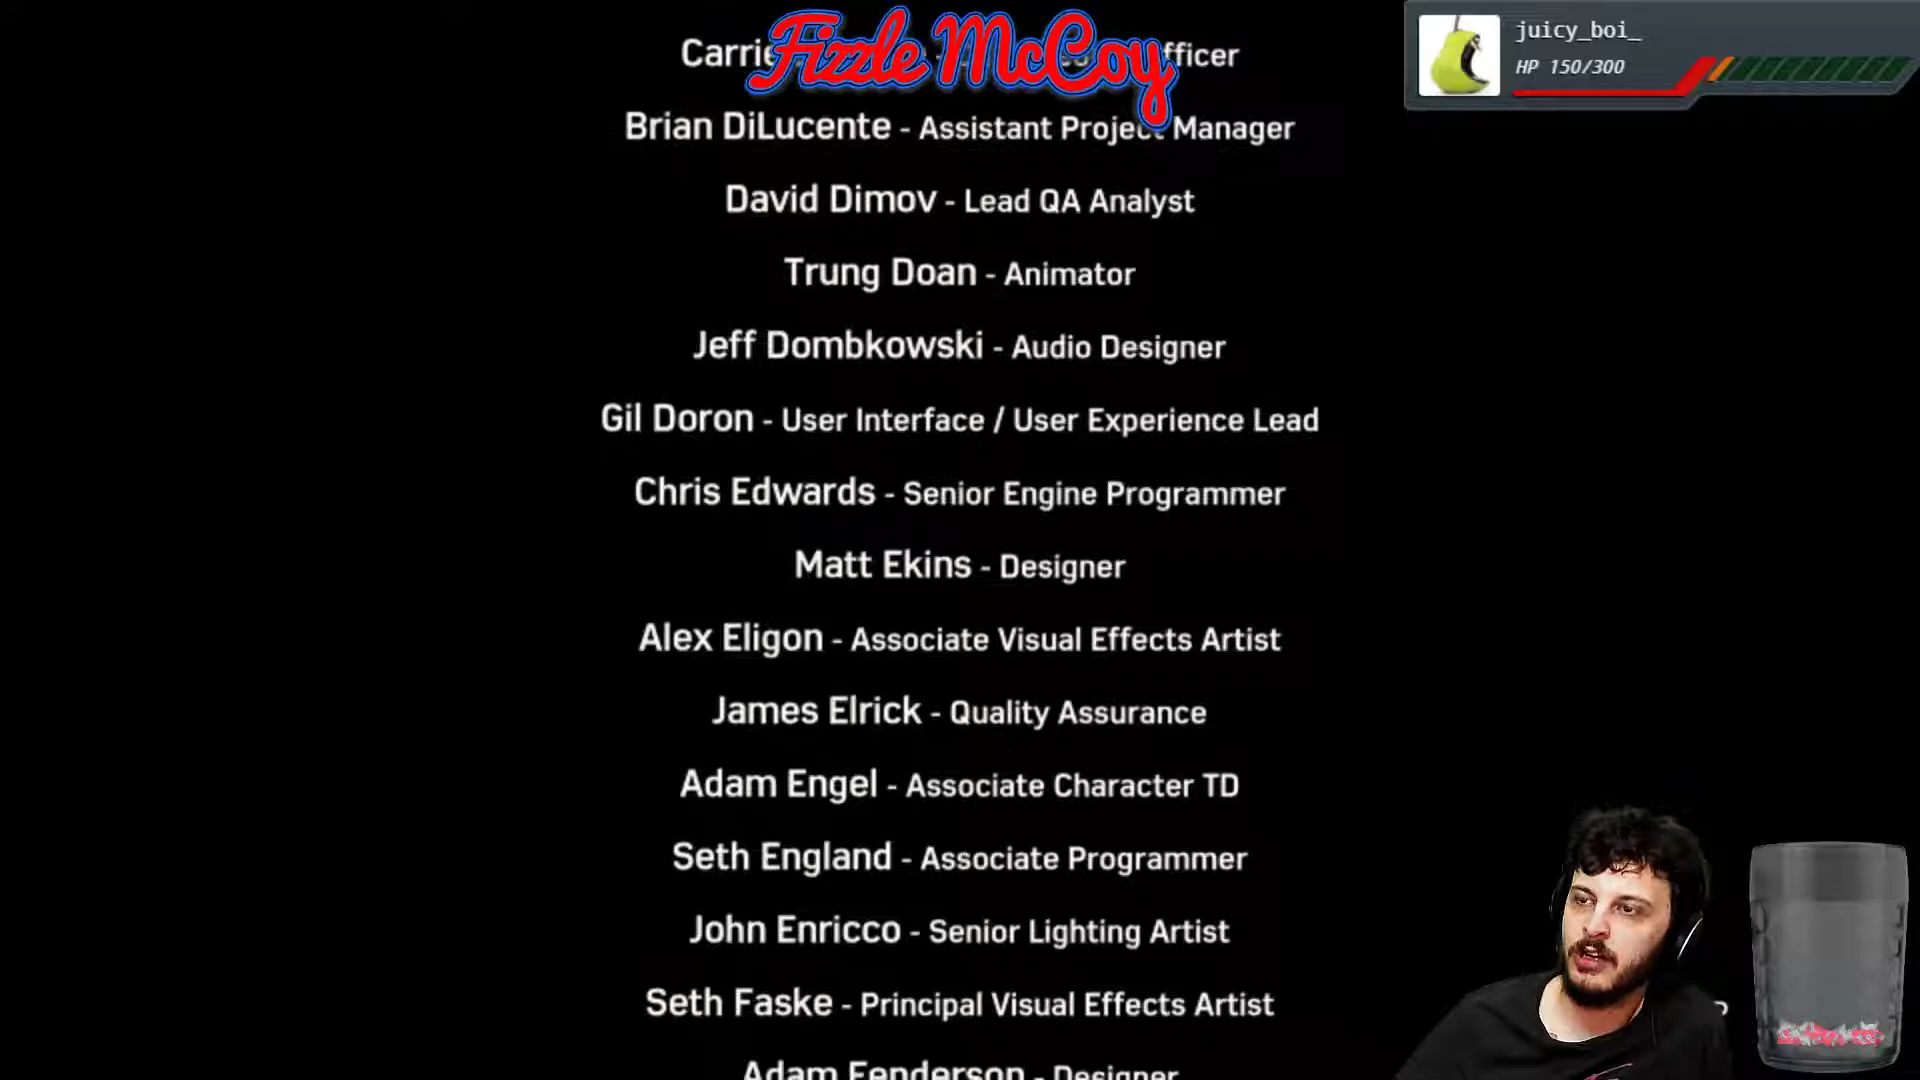 Fizzle McCoy
Carrie fficer
juicy_boi_
HP 150/300
Brian DiLucente - Assistant Project Manager
David Dimov - Lead QA Analyst
Trung Doan - Animator
Jeff Dombkowski - Audio Designer
Gil Doron - User Interface / User Experience Lead
Chris Edwards - Senior Engine Programmer
Matt Ekins - Designer
Alex Eligon - Associate Visual Effects Artist
James Elrick - Quality Assurance
Adam Engel - Associate Character TD
Seth England - Associate Programmer
John Enricco - Senior Lighting Artist
Seth Faske - Principal Visual Effects Artist
Adam Fenderson - Designer